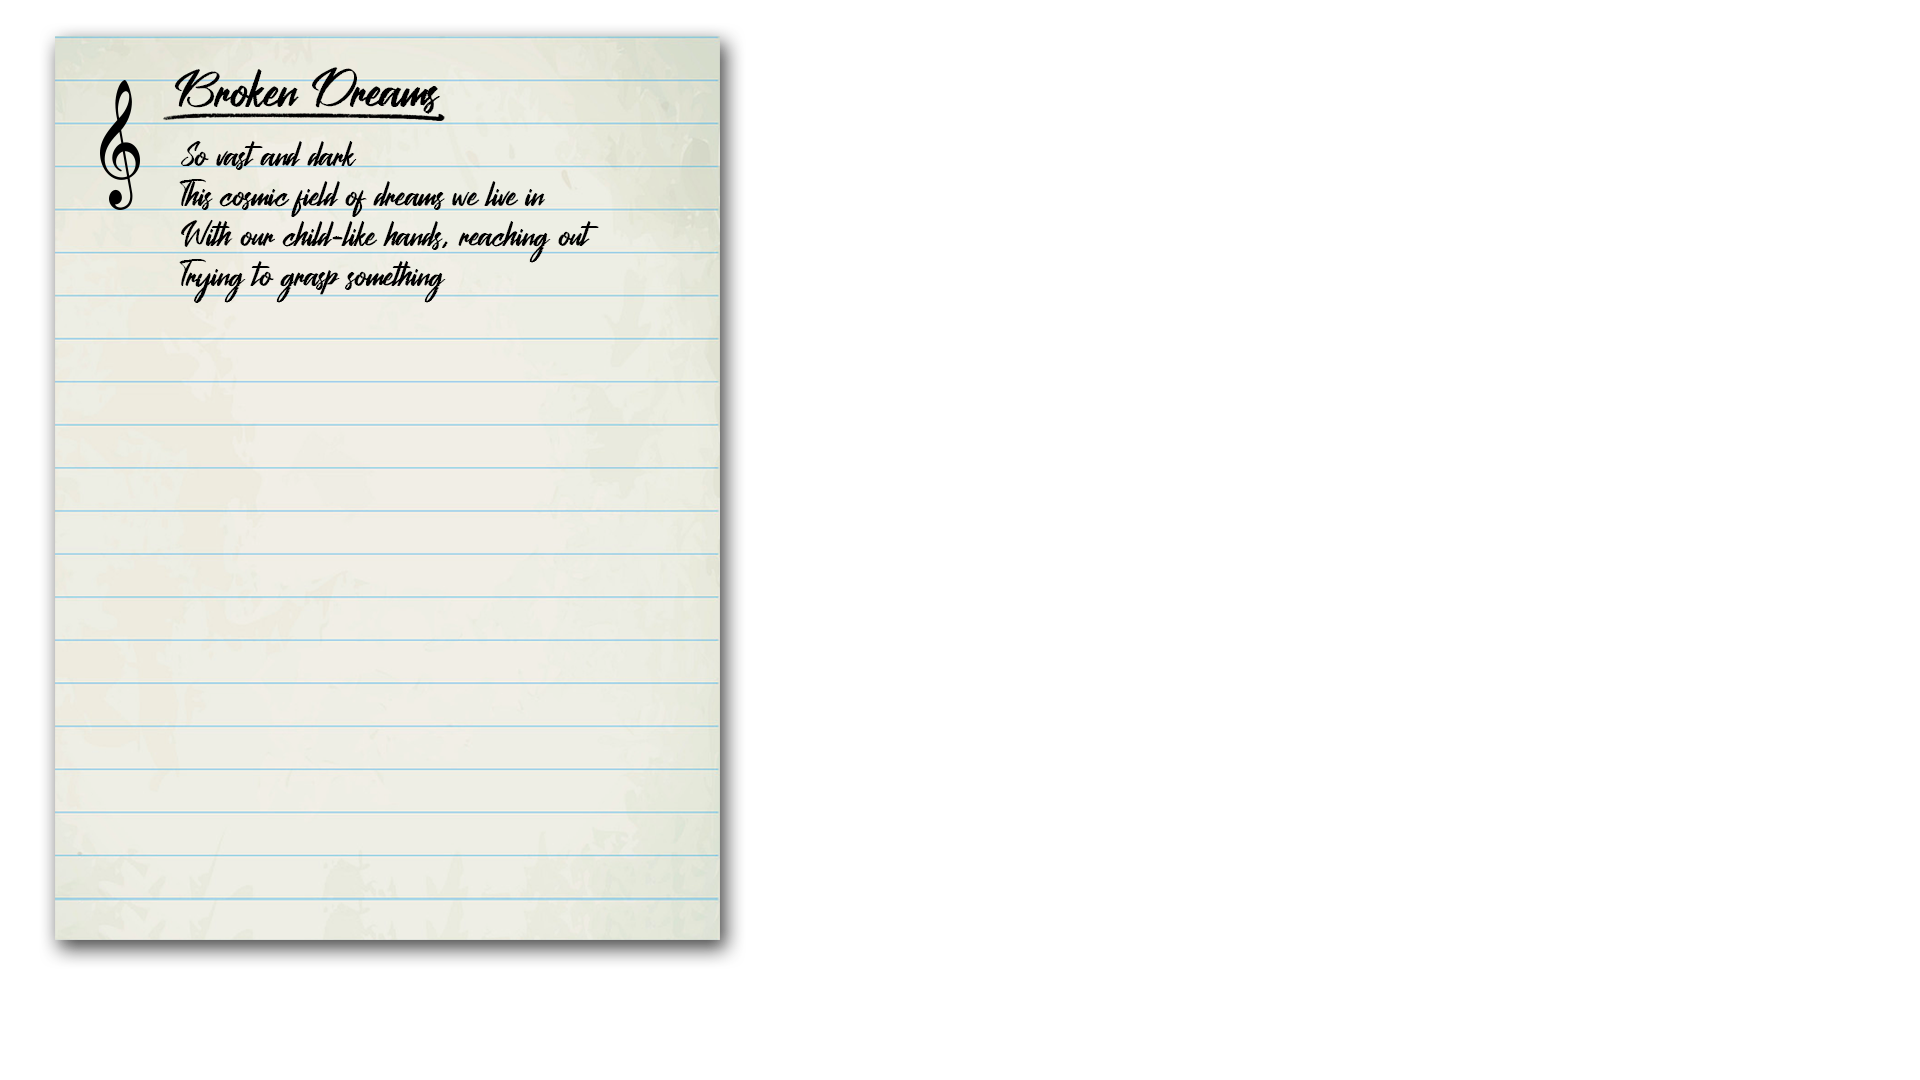 Broken Dreams
So vast and dark
This cosmic field of dreams we live in
With our child-like hands, reaching out
Trying to grasp something